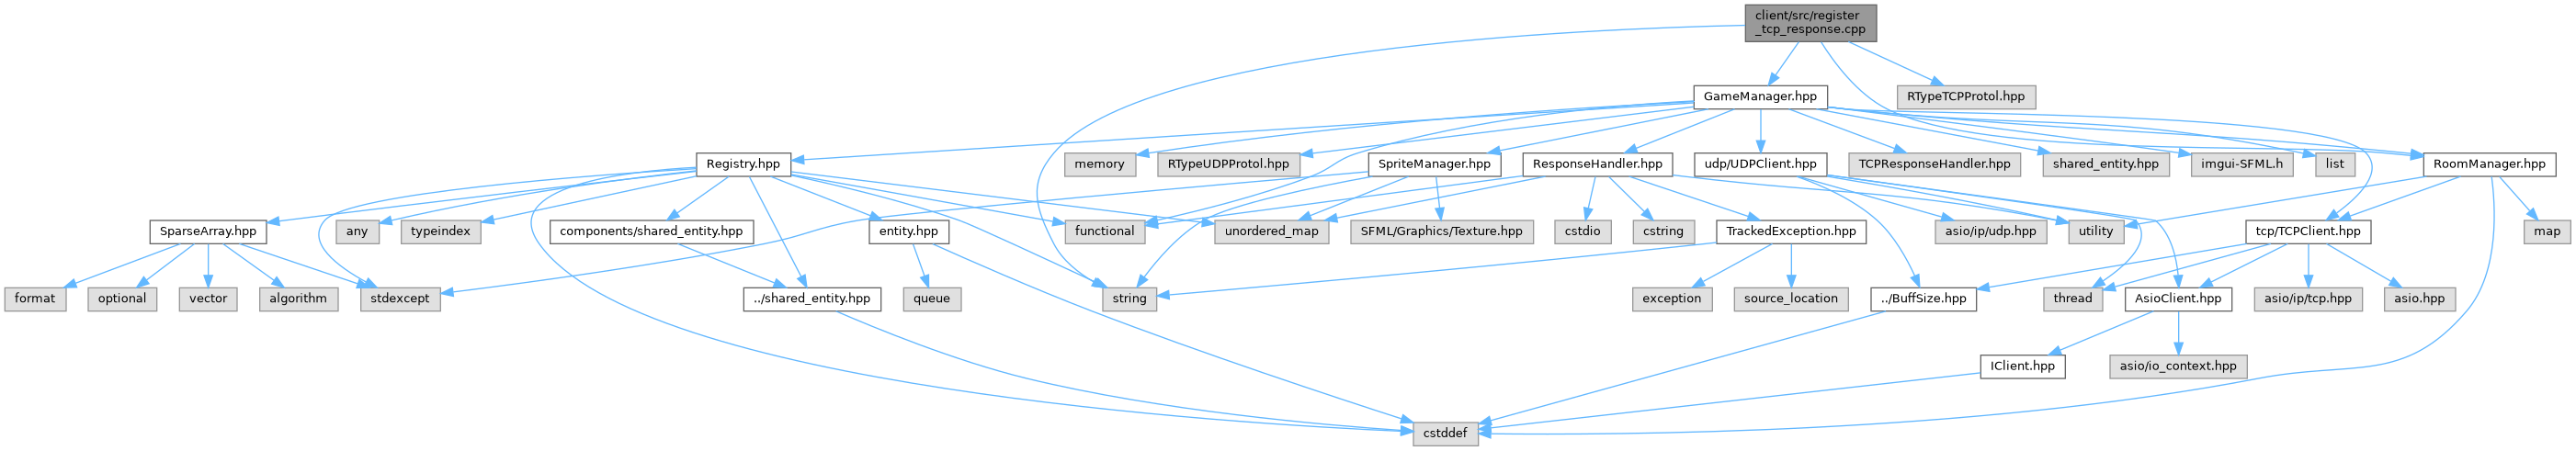 client/src/register
_tcp_response.cpp
GameManager.hpp
RTypeTCPProtol.hpp
Registry.hpp
memory
RTypeUDPProtol.hpp
SpriteManager.hpp
ResponseHandler.hpp
udp/UDPClient.hpp
TCPResponseHandler.hpp
shared_entity.hpp
imgui-SFML.h
list
RoomManager.hpp
SparseArray.hpp
any
typeindex
components/shared_entity.hpp
entity.hpp
functional
unordered_map
SFML/Graphics/Texture.hpp
cstdio
cstring
TrackedException.hpp
asio/ip/udp.hpp
utility
tcp/TCPClient.hpp
map
format
optional
vector
algorithm
stdexcept
../shared_entity.hpp
queue
string
exception
source_location
../BuffSize.hpp
thread
AsioClient.hpp
asio/ip/tcp.hpp
asio.hpp
IClient.hpp
asio/io_context.hpp
cstddef